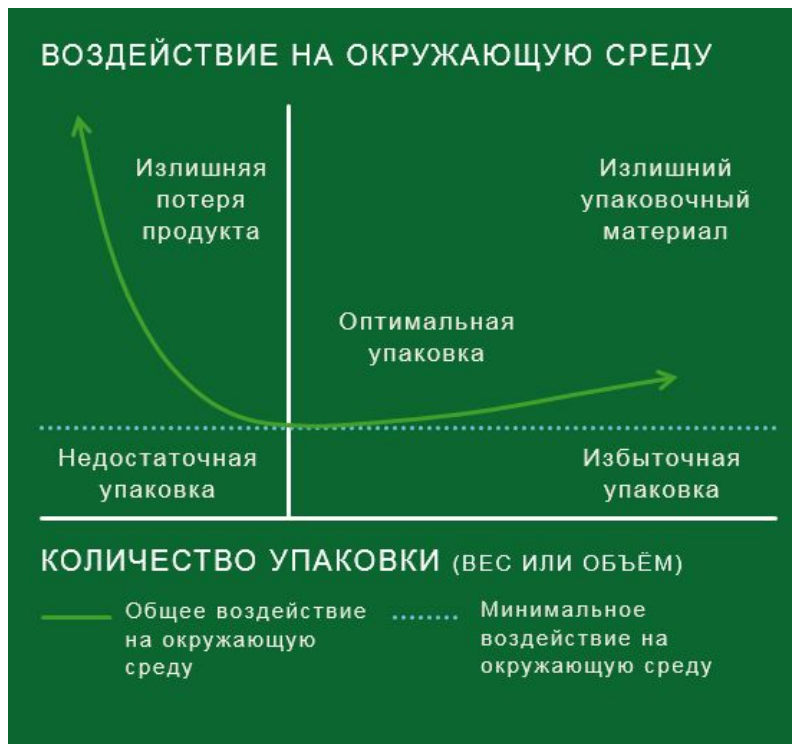 ВОЗДЕЙСТВИЕ НА ОКРУЖАЮЩУЮ СРЕДУ
Излишняя
потеря
продукта
Излишний
упаковочный
материал
Оптимальная
упаковка
Недостаточная
упаковка
Избыточная
упаковка
КОЛИЧЕСТВО УПАКОВКИ (ВЕС ИЛИ ОБЪЁМ)
Общее воздействие
на окружающую
среду
Минимальное
воздействие на
окружающую среду